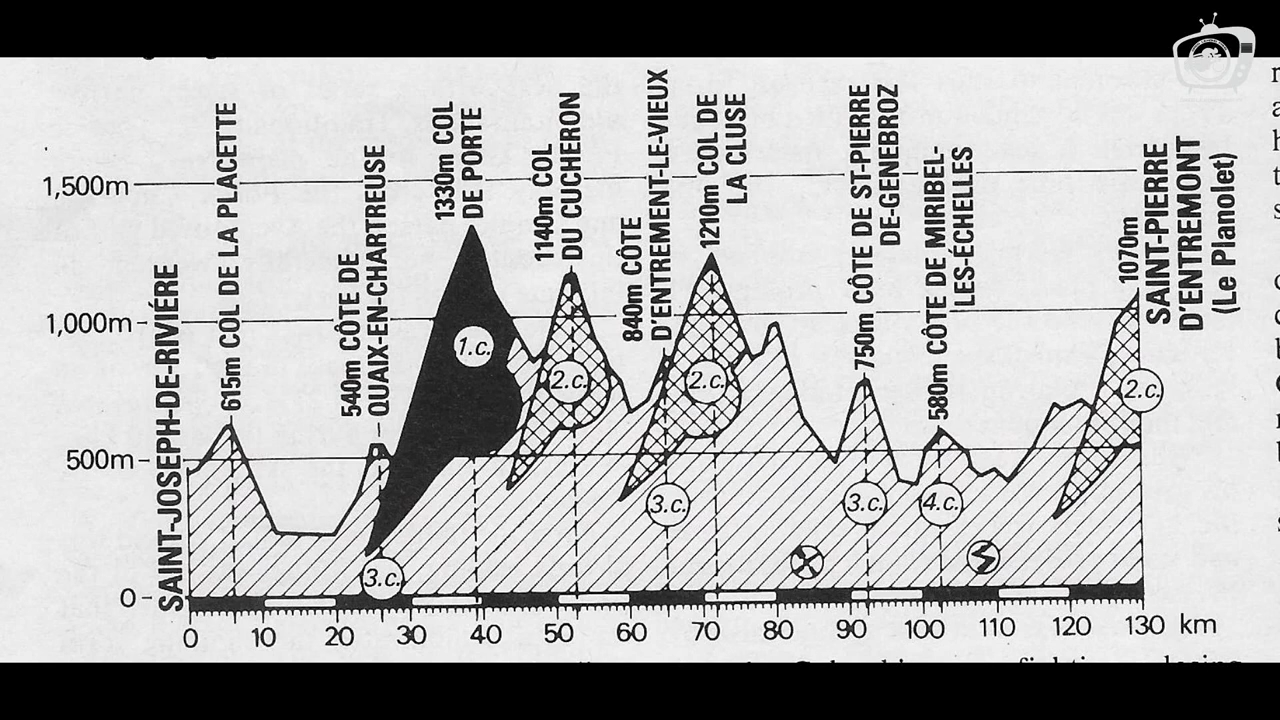 1,500m
1,000m
500m
0
SAINT-JOSEPH-DE-RIVIÉRE
615m COL DE LA PLACETTE
540m CÔTE DE
QUAIX-EN-CHARTREUSE
1330m COL
DE PORTE
1140m COL
DU CUCHERON
840m CÔTE
D'ENTREMENT-LE-VIEUX
1210m COL DE
LA CLUSE
750m CÔTE DE ST-PIERRE
DE-GENEBROZ
580m CÔTE DE MIRIBEL-
LES-ÉCHELLES
1070m
SAINT-PIERRE
D'ENTREMONT
(Le Planolet)
1.c.
2.c.
2.c.
2.c.
3.c.
3.c.
4.c.
3.c.
0 10 20 30 40 50 60 70 80 90 100 110 120 130 km